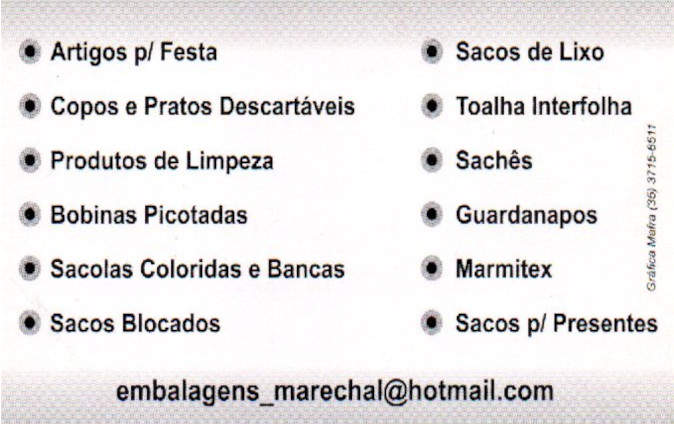 Artigos p/ Festa
Copos e Pratos Descartáveis
Produtos de Limpeza
Bobinas Picotadas
Sacolas Coloridas e Bancas
Sacos Blocados
Sacos de Lixo
Toalha Interfolha
Sachês
Guardanapos
Marmitex
Sacos p/ Presentes
Gráfica Mafra (35) 3715-6511
embalagens_marechal@hotmail.com